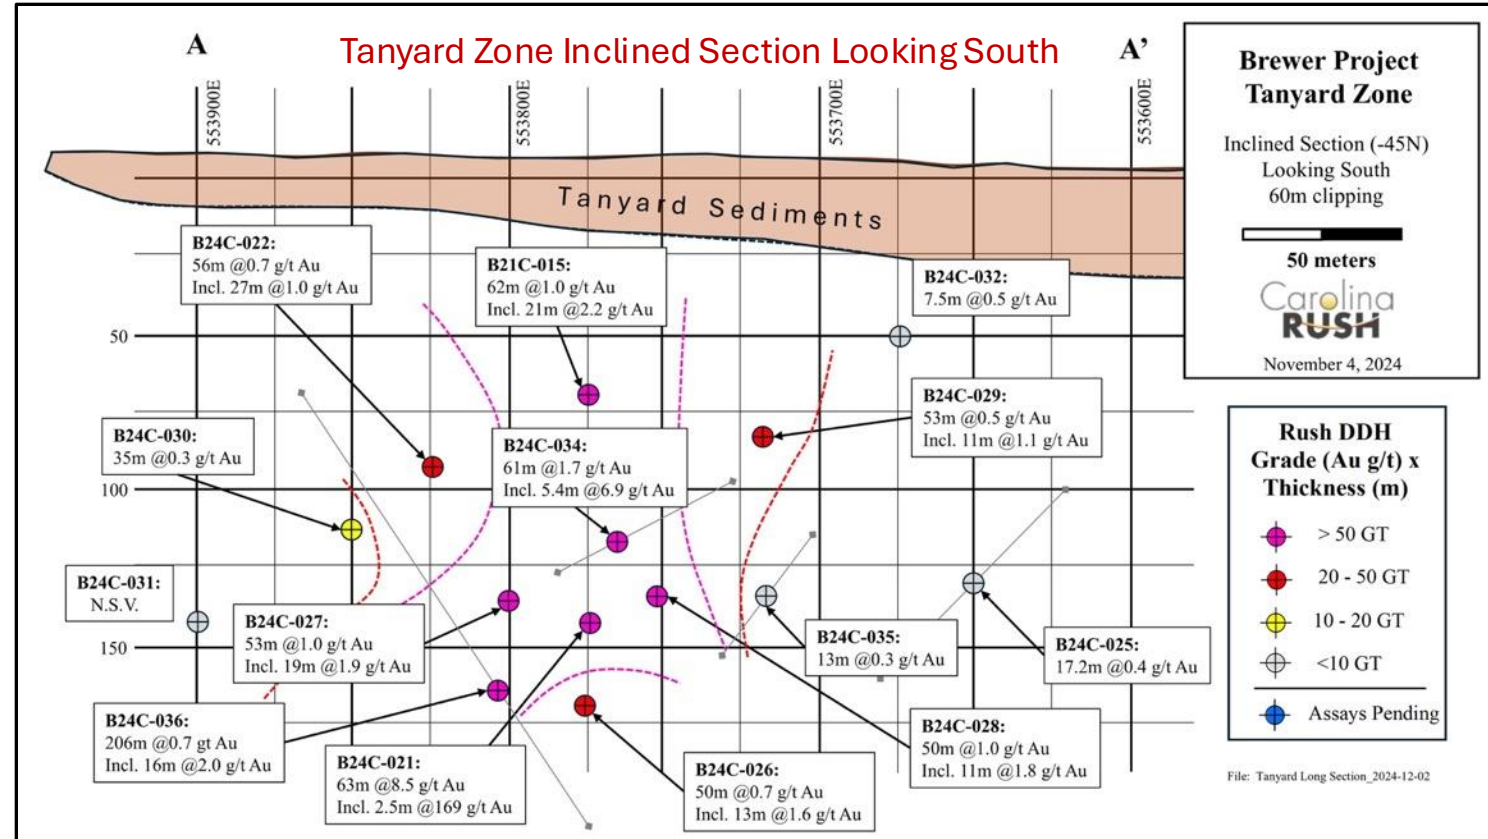 A
Tanyard Zone Inclined Section Looking South
A'
553900E
553800E
553700E
553600E
Brewer Project
Tanyard Zone
Inclined Section (-45N)
Looking South
60m clipping
50 meters
Carolina
RUSH
November 4, 2024
Tanyard Sediments
B24C-022:
56m @0.7 g/t Au
Incl. 27m @1.0 g/t Au
B21C-015:
62m @1.0 g/t Au
Incl. 21m @2.2 g/t Au
B24C-032:
7.5m @0.5 g/t Au
50
B24C-029:
53m @0.5 g/t Au
Incl. 11m @1.1 g/t Au
B24C-030:
35m @0.3 g/t Au
B24C-034:
61m @1.7 g/t Au
Incl. 5.4m @6.9 g/t Au
100
B24C-031:
N.S.V.
B24C-027:
53m @1.0 g/t Au
Incl. 19m @1.9 g/t Au
150
B24C-035:
13m @0.3 g/t Au
B24C-025:
17.2m @0.4 g/t Au
B24C-036:
206m @0.7 gt Au
Incl. 16m @2.0 g/t Au
B24C-021:
63m @8.5 g/t Au
Incl. 2.5m @169 g/t Au
B24C-026:
50m @0.7 g/t Au
Incl. 13m @1.6 g/t Au
B24C-028:
50m @1.0 g/t Au
Incl. 11m @1.8 g/t Au
Rush DDH
Grade (Au g/t) x
Thickness (m)
> 50 GT
20 - 50 GT
10 - 20 GT
<10 GT
Assays Pending
File: Tanyard Long Section_2024-12-02